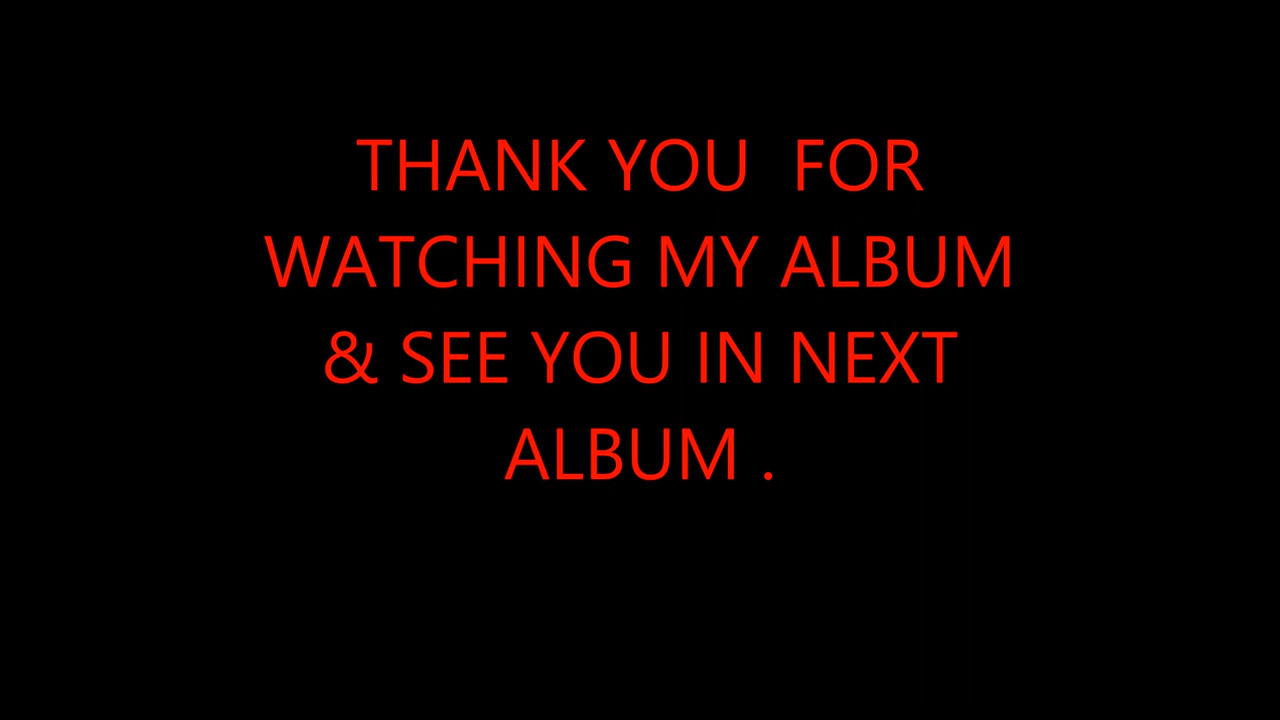 THANK YOU  FOR
WATCHING MY ALBUM
& SEE YOU IN NEXT
ALBUM .